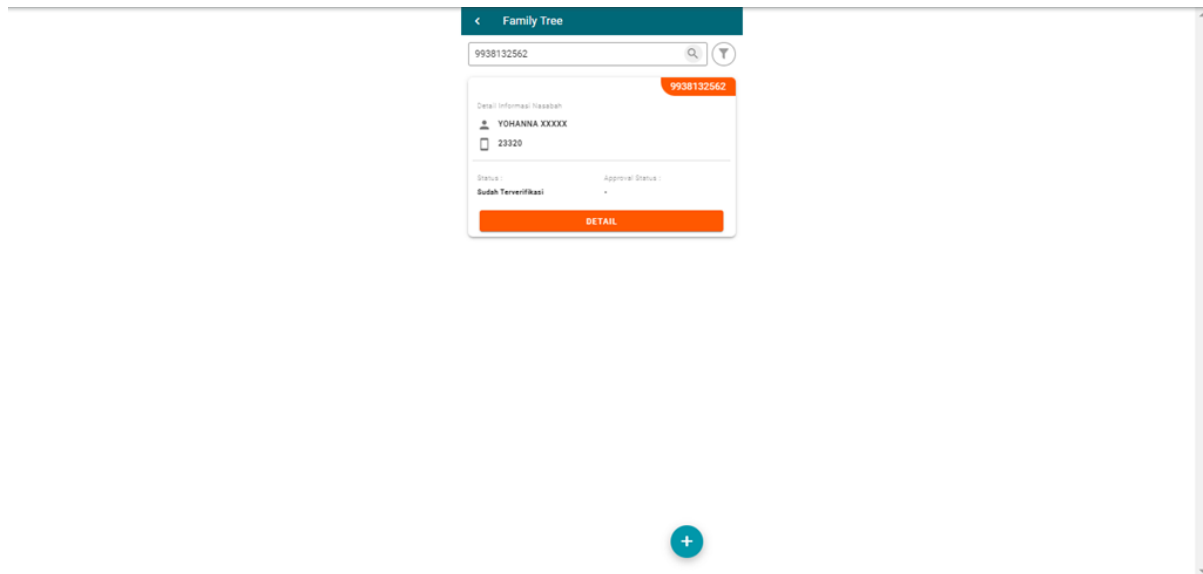 Family Tree
9938132562
9938132562
Detail Informasi Nasabah
YOHANNA XXXXX
23320
Status :
Approval Status :
Sudah Terverifikasi
-
DETAIL
+